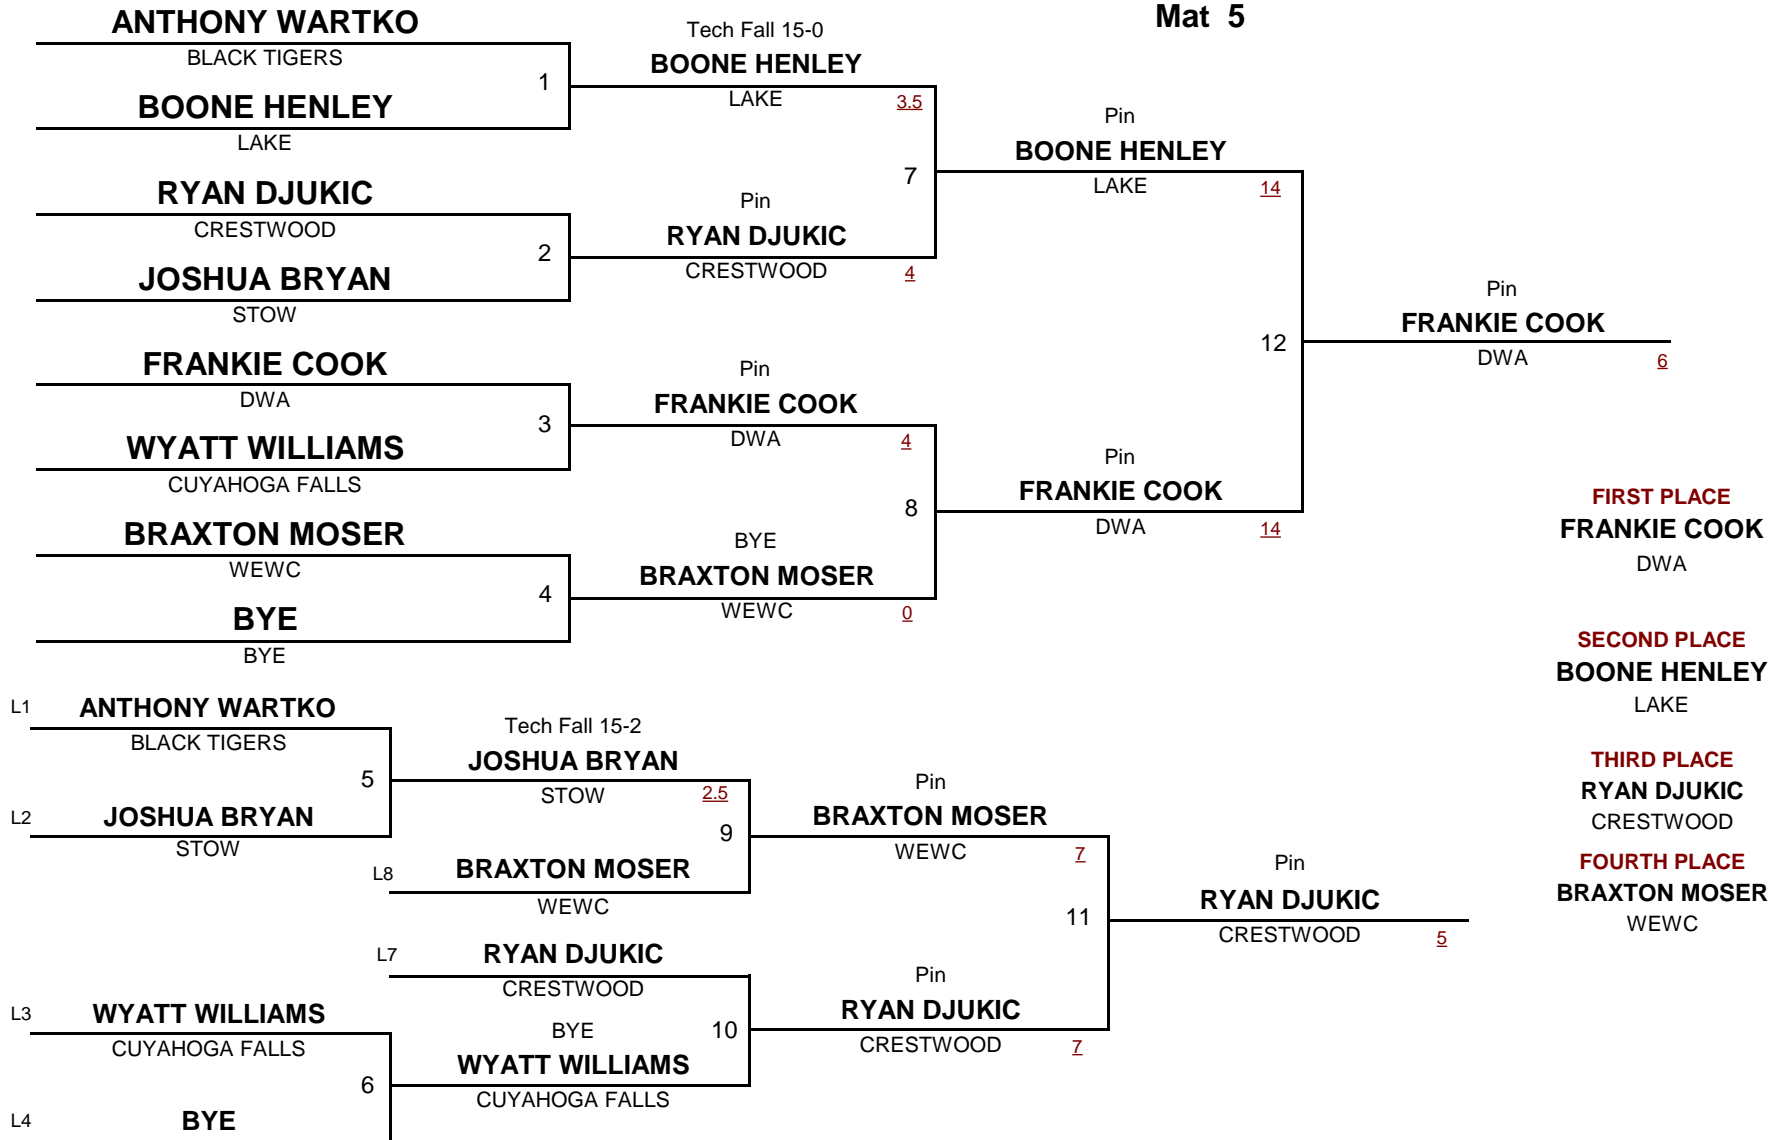 Mat 5
ANTHONY WARTKO
BLACK TIGERS
1
BOONE HENLEY
LAKE
RYAN DJUKIC
CRESTWOOD
2
JOSHUA BRYAN
STOW
FRANKIE COOK
DWA
3
WYATT WILLIAMS
CUYAHOGA FALLS
BRAXTON MOSER
WEWC
4
BYE
BYE
Tech Fall 15-0
BOONE HENLEY
LAKE 3.5
7
Pin
RYAN DJUKIC
CRESTWOOD 4
Pin
FRANKIE COOK
DWA 4
8
BYE
BRAXTON MOSER
WEWC 0
Pin
BOONE HENLEY
LAKE 14
12
Pin
FRANKIE COOK
DWA 14
Pin
FRANKIE COOK
DWA 6
FIRST PLACE
FRANKIE COOK
DWA
SECOND PLACE
BOONE HENLEY
LAKE
THIRD PLACE
RYAN DJUKIC
CRESTWOOD
FOURTH PLACE
BRAXTON MOSER
WEWC
L1 ANTHONY WARTKO
BLACK TIGERS
5
L2 JOSHUA BRYAN
STOW
L3 WYATT WILLIAMS
CUYAHOGA FALLS
6
L4 BYE
Tech Fall 15-2
JOSHUA BRYAN
STOW 2.5
9
L8 BRAXTON MOSER
WEWC
L7 RYAN DJUKIC
CRESTWOOD
BYE 10
WYATT WILLIAMS
CUYAHOGA FALLS
Pin
BRAXTON MOSER
WEWC 7
11
Pin
RYAN DJUKIC
CRESTWOOD 7
Pin
RYAN DJUKIC
CRESTWOOD 5